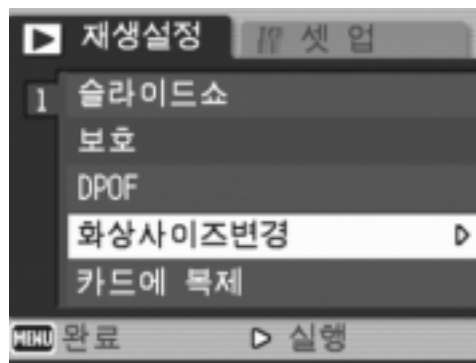 재생설정 셋 업
1 슬라이드쇼
보호
DPOF
화상사이즈변경
카드에 복제
MENU 완료 실행